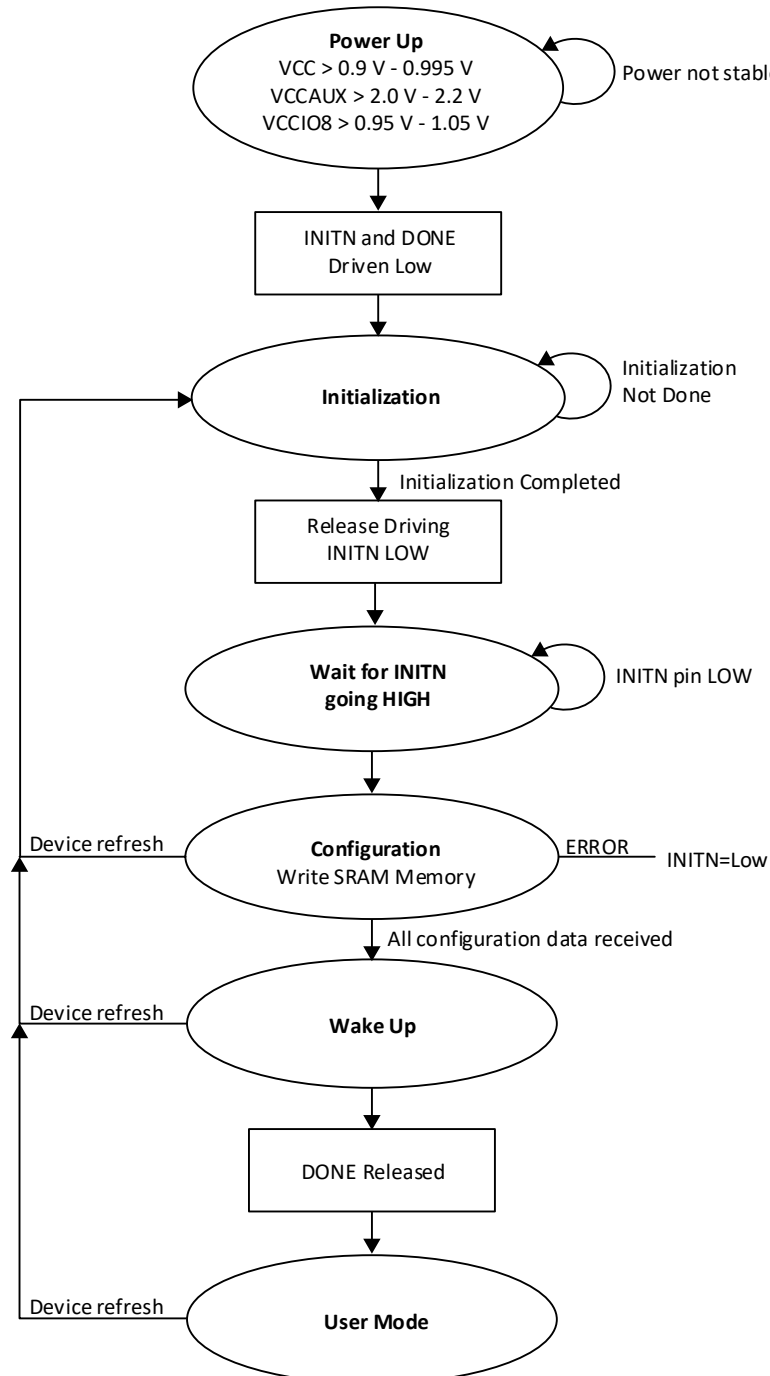 Power Up
VCC > 0.9 V - 0.995 V
VCCAUX > 2.0 V - 2.2 V
VCCIO8 > 0.95 V - 1.05 V
Power not stable
INITN and DONE
Driven Low
Initialization
Initialization
Not Done
Initialization Completed
Release Driving
INITN LOW
Wait for INITN
going HIGH
INITN pin LOW
Device refresh
Configuration
Write SRAM Memory
ERROR
INITN=Low
All configuration data received
Device refresh
Wake Up
DONE Released
Device refresh
User Mode